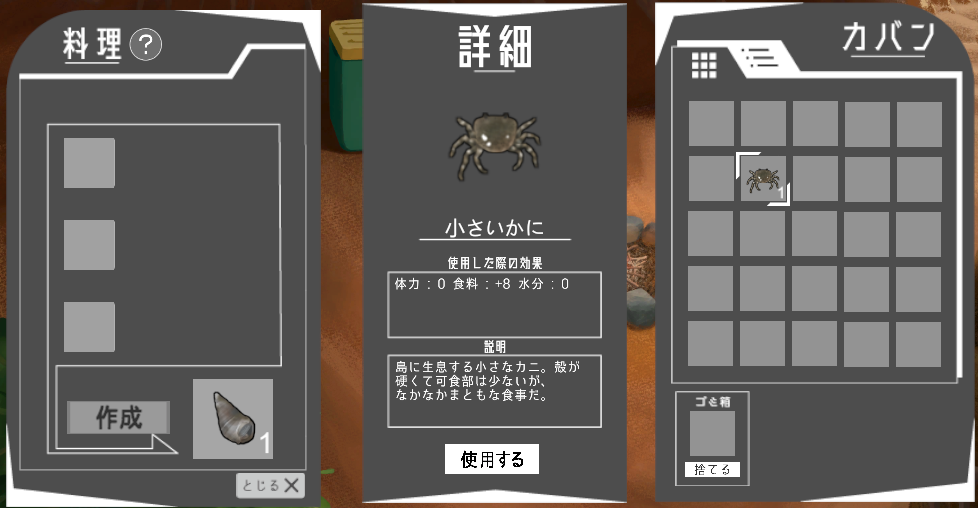 料理?
作成
1
とじる×
詳細
小さいかに
使用した際の効果
体力:0 食料:+8 水分:0
説明
島に生息する小さなカニ。殻が
硬くて可食部は少ないが、
なかなかまともな食事だ。
使用する
カバン
1
ゴミ箱
捨てる